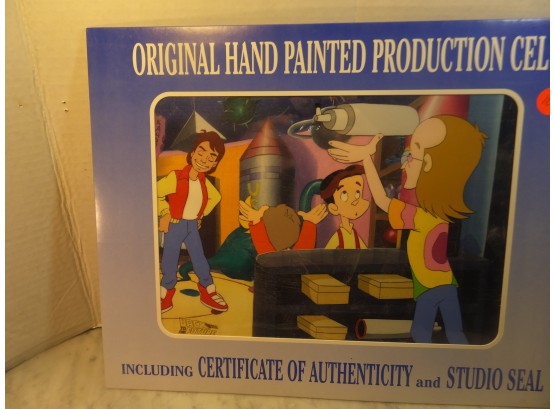 ORIGINAL HAND PAINTED PRODUCTION CEL
INCLUDING CERTIFICATE OF AUTHENTICITY and STUDIO SEAL